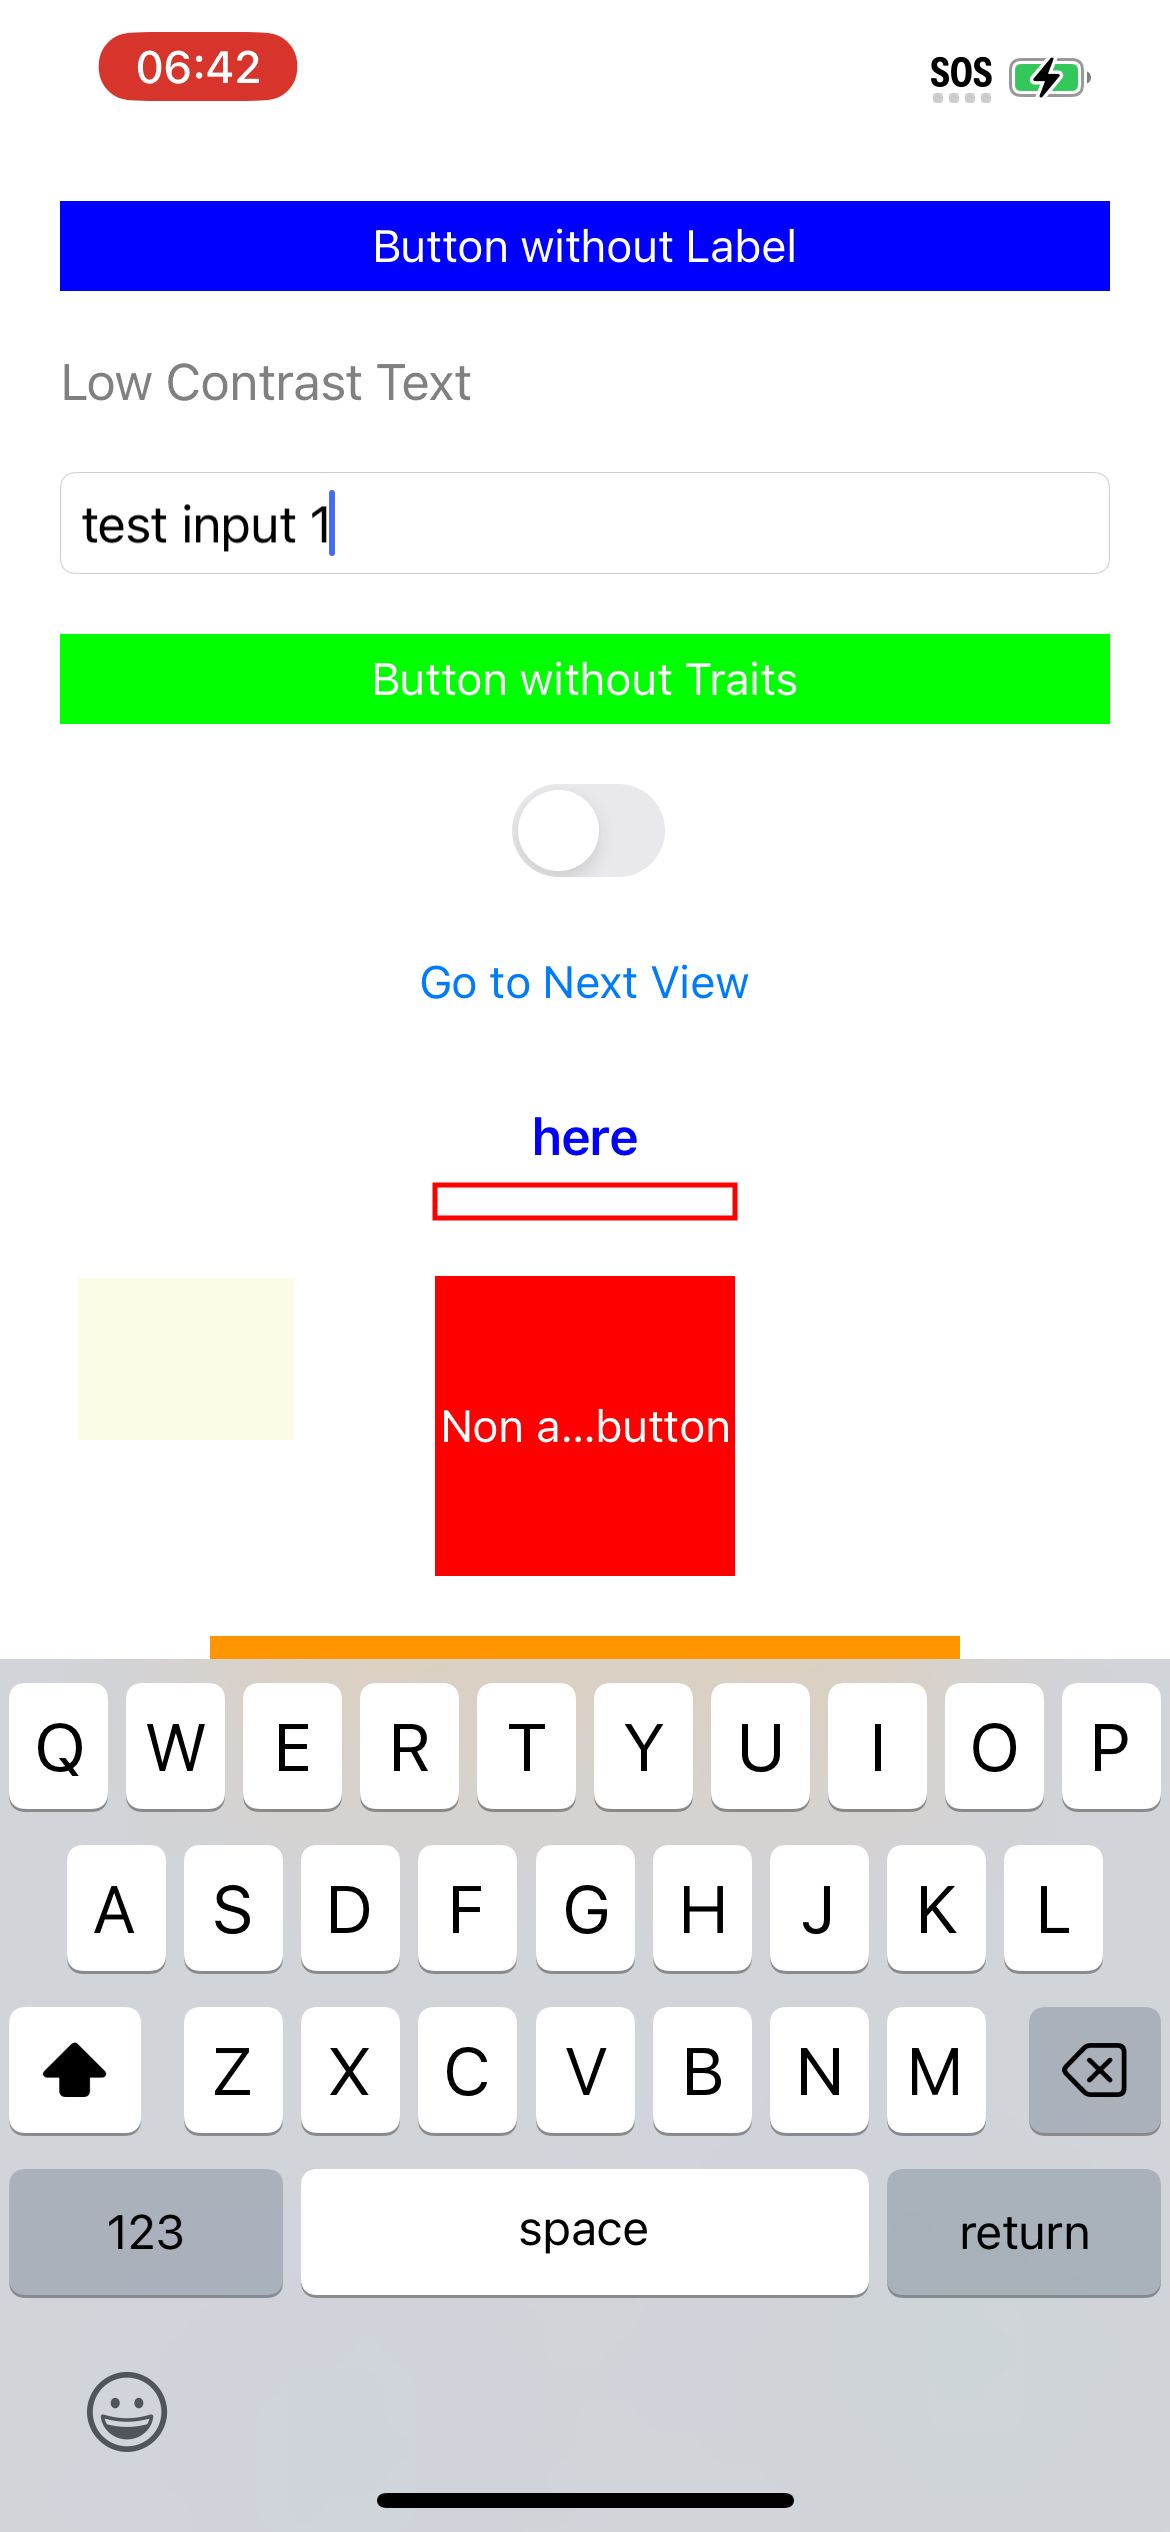 06:42
SOS
Button without Label
Low Contrast Text
test input 1
Button without Traits
Go to Next View
here
Non a...button
Q W E R T Y U I O P
A S D F G H J K L
Z X C V B N M
123 space return